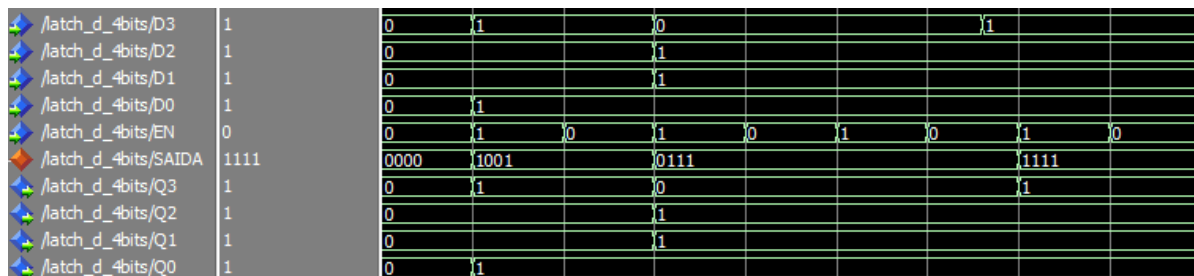 /latch_d_4bits/D3 1 0 1 0 1
/latch_d_4bits/D2 1 0 1
/latch_d_4bits/D1 1 0 1
/latch_d_4bits/D0 1 0 1
/latch_d_4bits/EN 0 0 1 0 1 0 1 0 1 0
/latch_d_4bits/SAIDA 1111 0000 1001 0111 1111
/latch_d_4bits/Q3 1 0 1 0 1
/latch_d_4bits/Q2 1 0 1
/latch_d_4bits/Q1 1 0 1
/latch_d_4bits/Q0 1 0 1